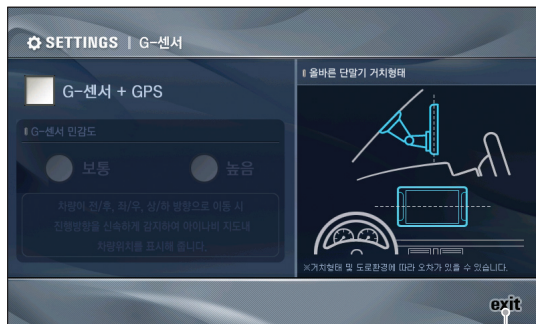 SETTINGS | G-센서
G-센서 + GPS
G-센서 민감도
보통
높음
차량이 전/후, 좌/우, 상/하 방향으로 이동 시
진행방향을 신속하게 감지하여 아이나비 지도내
차량위치를 표시해 줍니다.
올바른 단말기 거치형태
※거치형태 및 도로환경에 따라 오차가 있을 수 있습니다.
exit